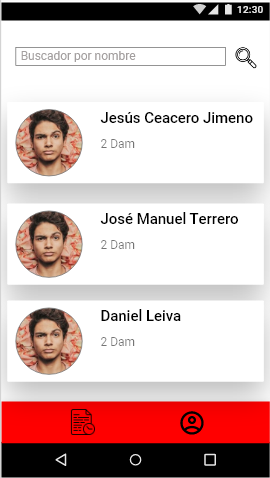 12:30
Buscador por nombre
Jesús Ceacero Jimeno
2 Dam
José Manuel Terrero
2 Dam
Daniel Leiva
2 Dam